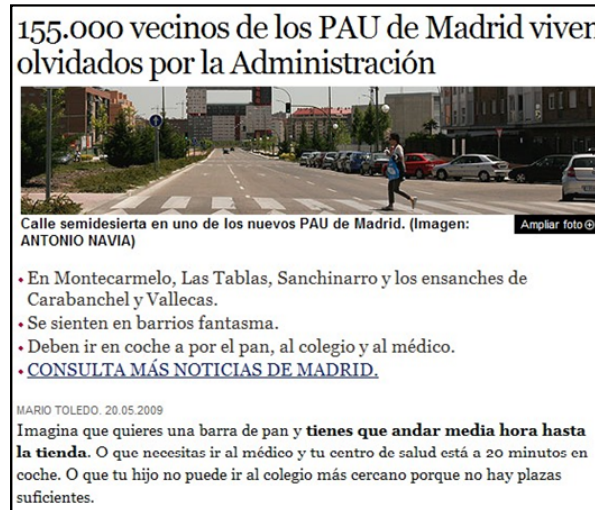 155.000 vecinos de los PAU de Madrid viven
olvidados por la Administración
Calle semidesierta en uno de los nuevos PAU de Madrid. (Imagen:
ANTONIO NAVIA)
Ampliar foto
En Montecarmelo, Las Tablas, Sanchinarro y los ensanches de
Carabanchel y Vallecas.
Se sienten en barrios fantasma.
Deben ir en coche a por el pan, al colegio y al médico.
CONSULTA MÁS NOTICIAS DE MADRID.
MARIO TOLEDO. 20.05.2009
Imagina que quieres una barra de pan y tienes que andar media hora hasta
la tienda. O que necesitas ir al médico y tu centro de salud está a 20 minutos en
coche. O que tu hijo no puede ir al colegio más cercano porque no hay plazas
suficientes.